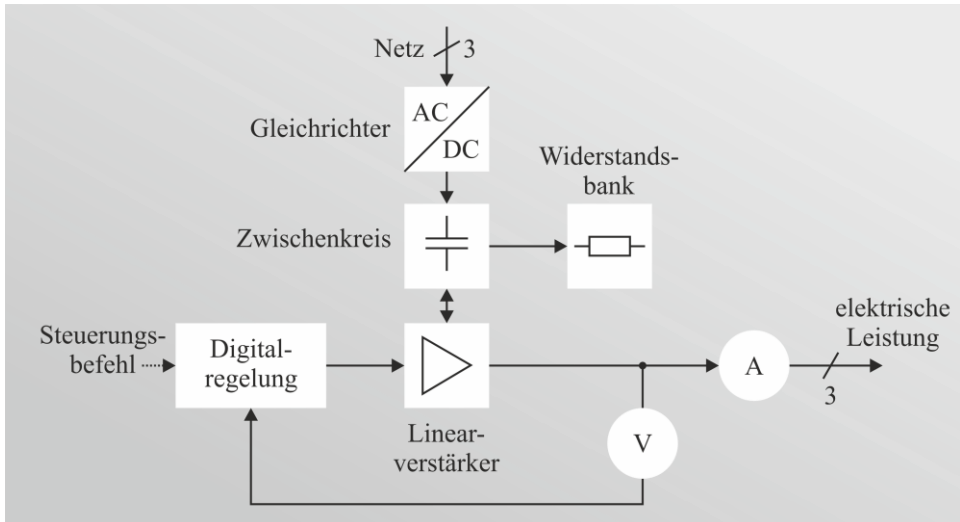 Netz 3
AC
DC
Gleichrichter
Widerstands-
bank
Zwischenkreis
elektrische
Leistung
Steuerungs-
befehl
Digital-
regelung
A
3
V
Linear-
verstärker